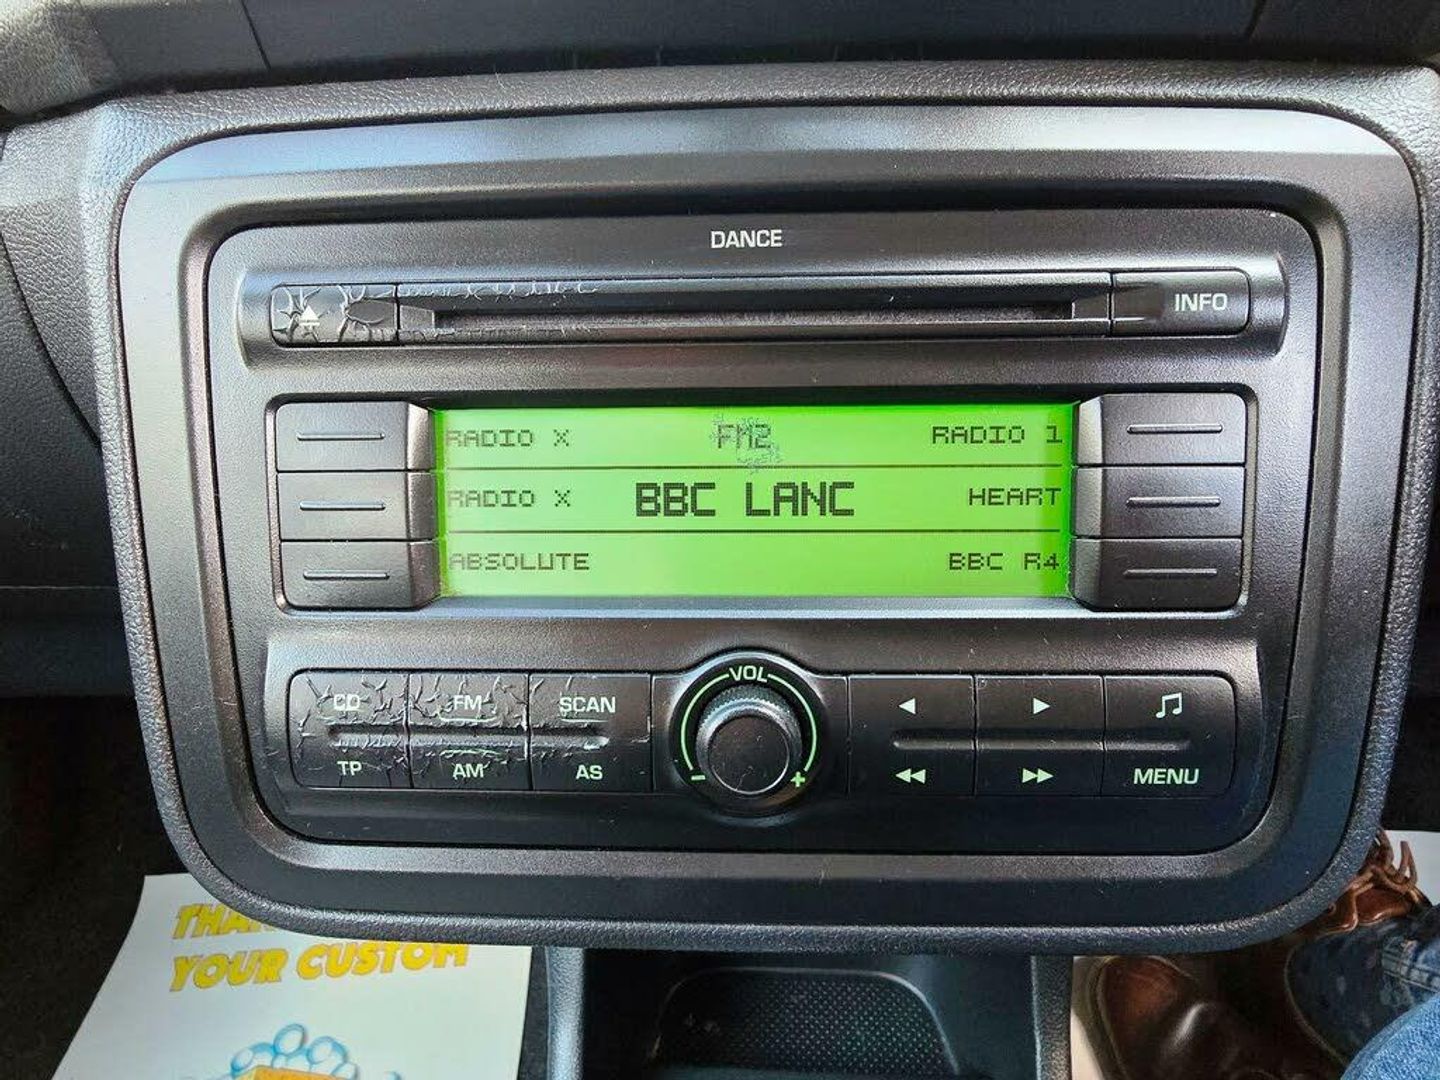 DANCE
INFO
RADIO X FM2 RADIO 1
RADIO X BBC LANC HEART
ABSOLUTE BBC R4
VOL
CD FM SCAN
TP AM AS
- +
MENU
YOUR CUSTOM